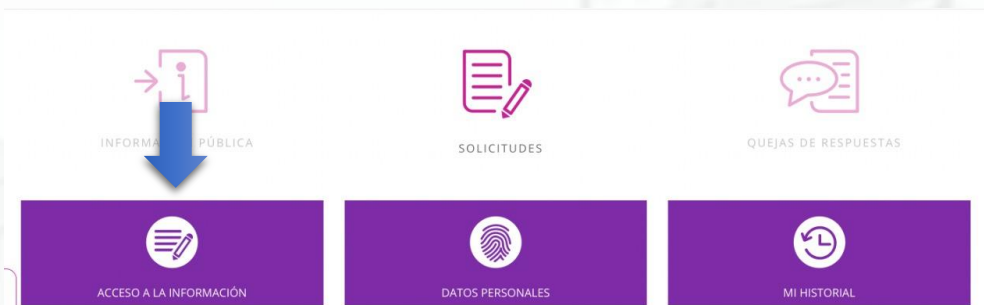 INFORMA PÚBLICA
SOLICITUDES
QUEJAS DE RESPUESTAS
ACCESO A LA INFORMACIÓN
DATOS PERSONALES
MI HISTORIAL